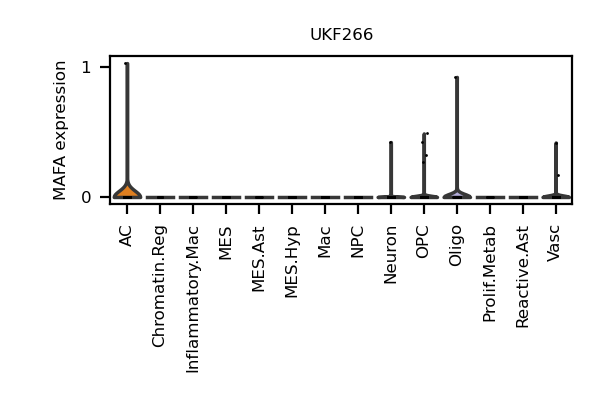 UKF266
MAFA expression
1
0
AC
Chromatin.Reg
Inflammatory.Mac
MES
MES.Ast
MES.Hyp
Mac
NPC
Neuron
OPC
Oligo
Prolif.Metab
Reactive.Ast
Vasc